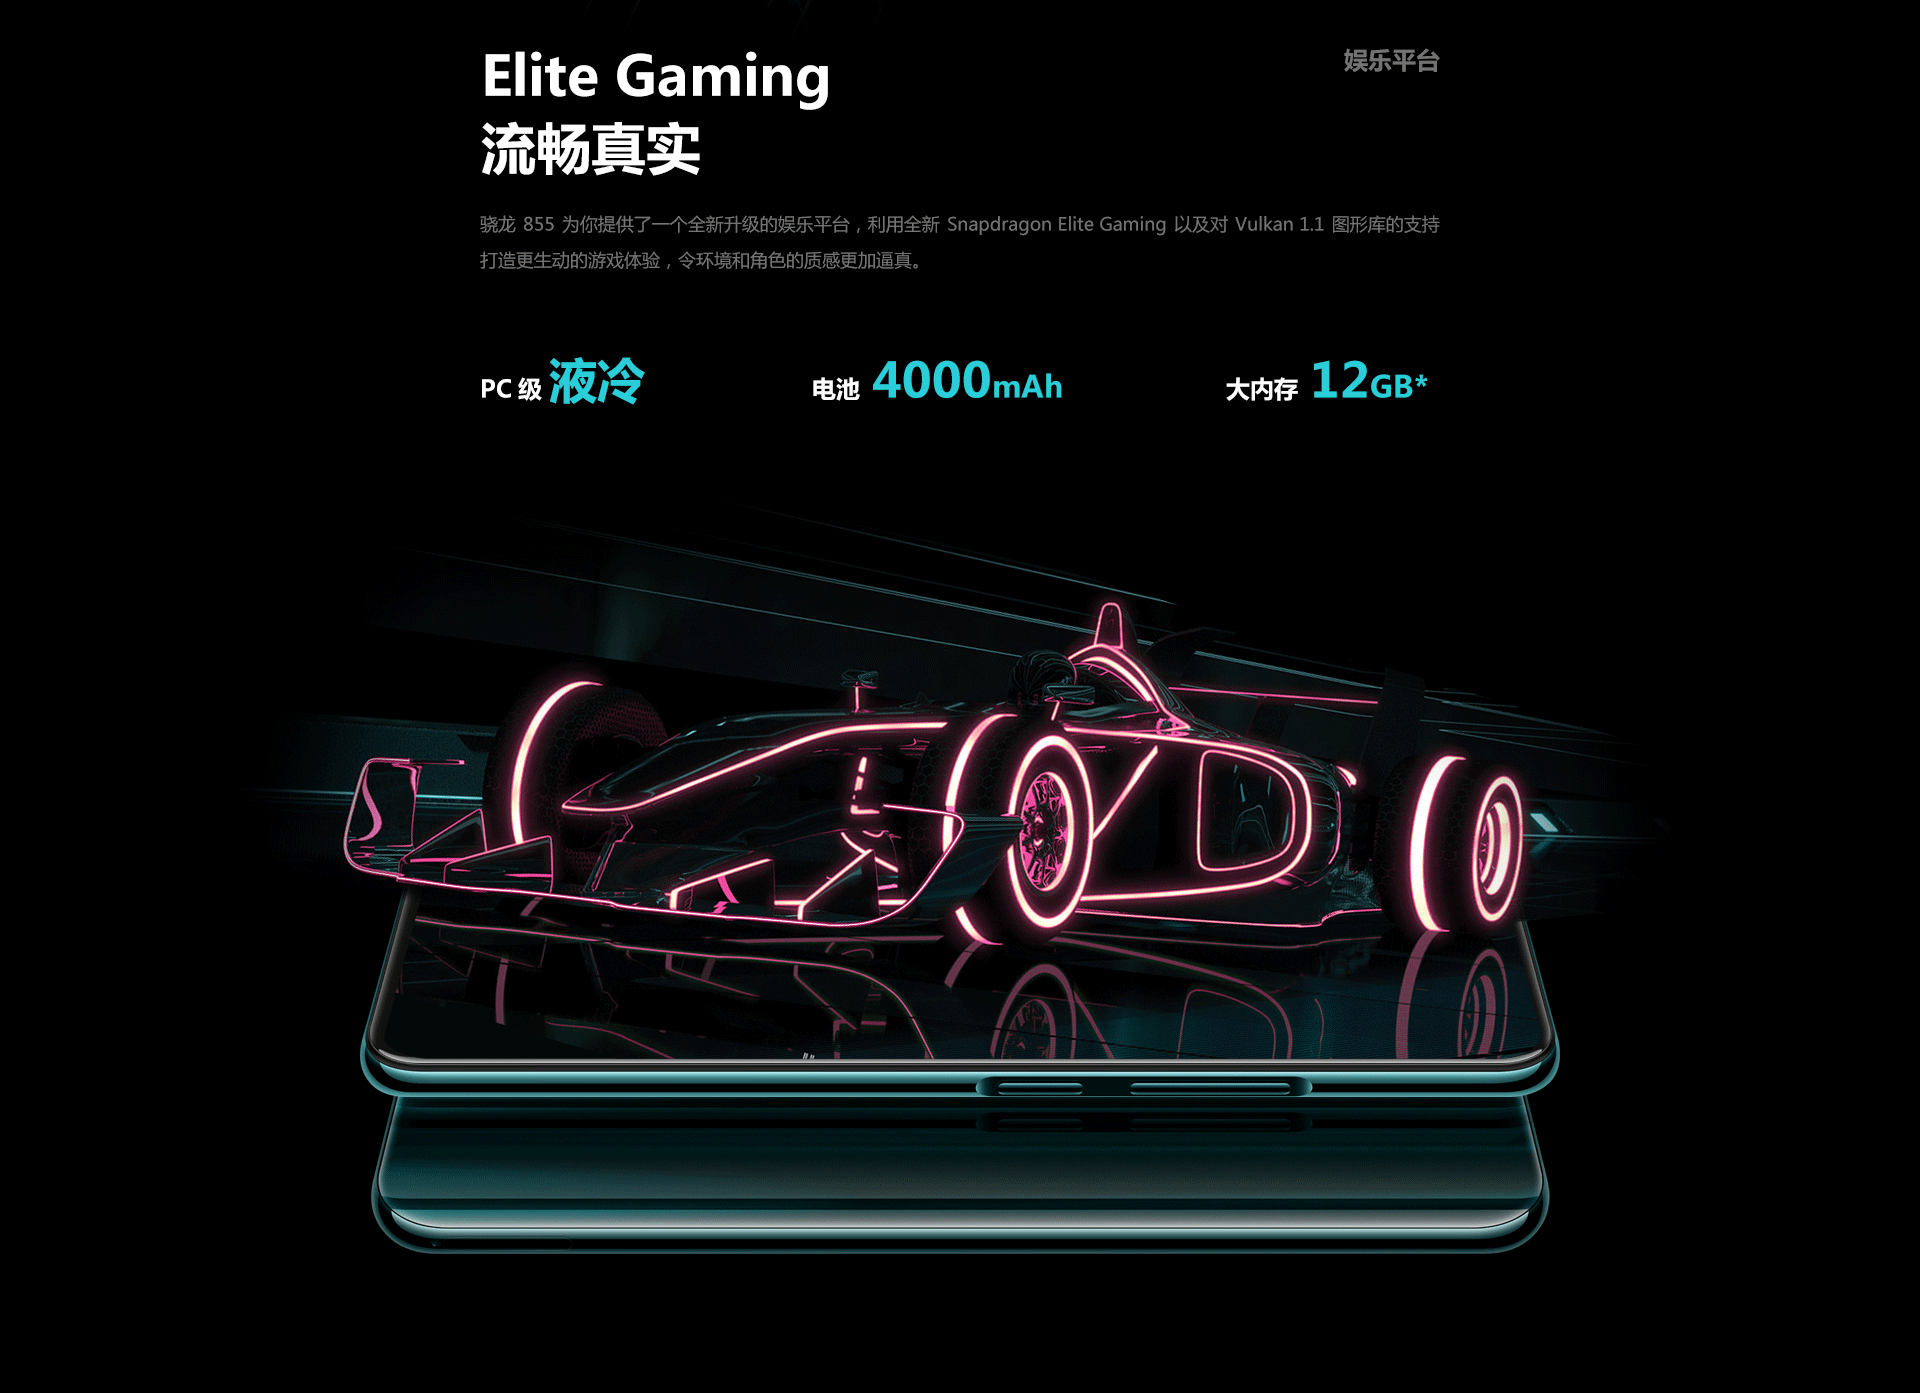 Elite Gaming
娱乐平台
流畅真实
骁龙 855 为你提供了一个全新升级的娱乐平台，利用全新 Snapdragon Elite Gaming 以及对 Vulkan 1.1 图形库的支持
打造更生动的游戏体验，令环境和角色的质感更加逼真。
PC 级 液冷
电池 4000mAh
大内存 12GB*